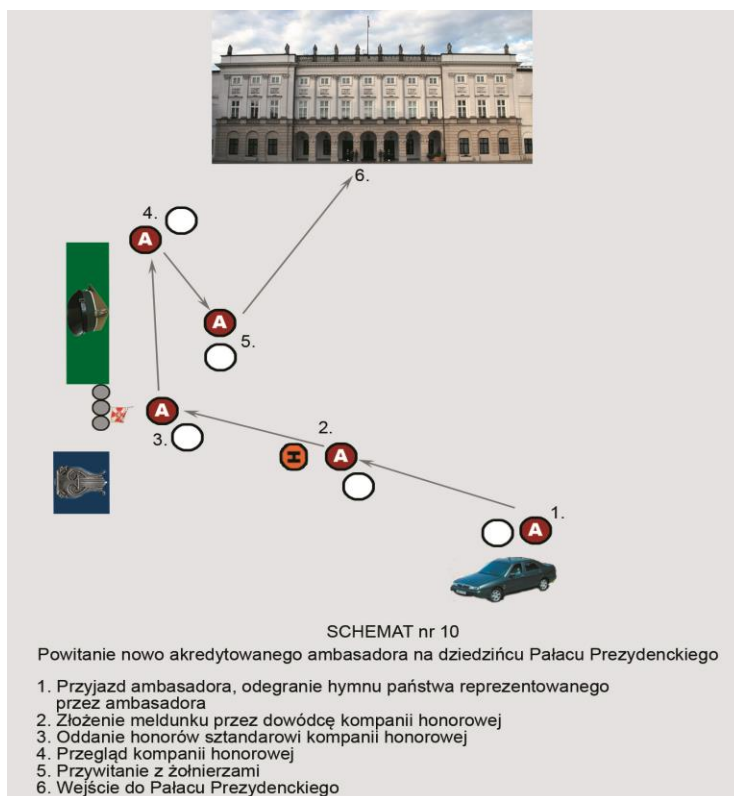 6.
4.
A
A
5.
A
3.
2.
H
A
1.
A
SCHEMAT nr 10
Powitanie nowo akredytowanego ambasadora na dziedzińcu Pałacu Prezydenckiego
1. Przyjazd ambasadora, odegranie hymnu państwa reprezentowanego
przez ambasadora
2. Złożenie meldunku przez dowódcę kompanii honorowej
3. Oddanie honorów sztandarowi kompanii honorowej
4. Przegląd kompanii honorowej
5. Przywitanie z żołnierzami
6. Wejście do Pałacu Prezydenckiego